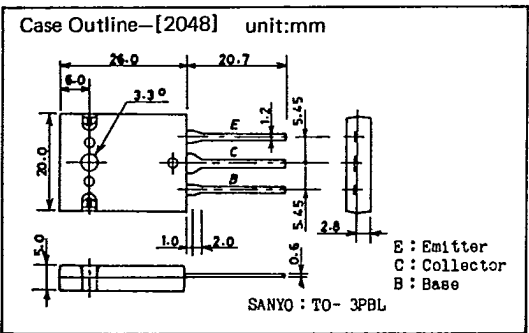 Case Outline—[2048] unit:mm
26.0 20.7
6.0
3.3°
1.2
5.45
E
C
B
20.0
5.45
1.0 2.0
2.8
5.0
0.6
E : Emitter
C : Collector
B : Base
SANYO : TO- 3PBL